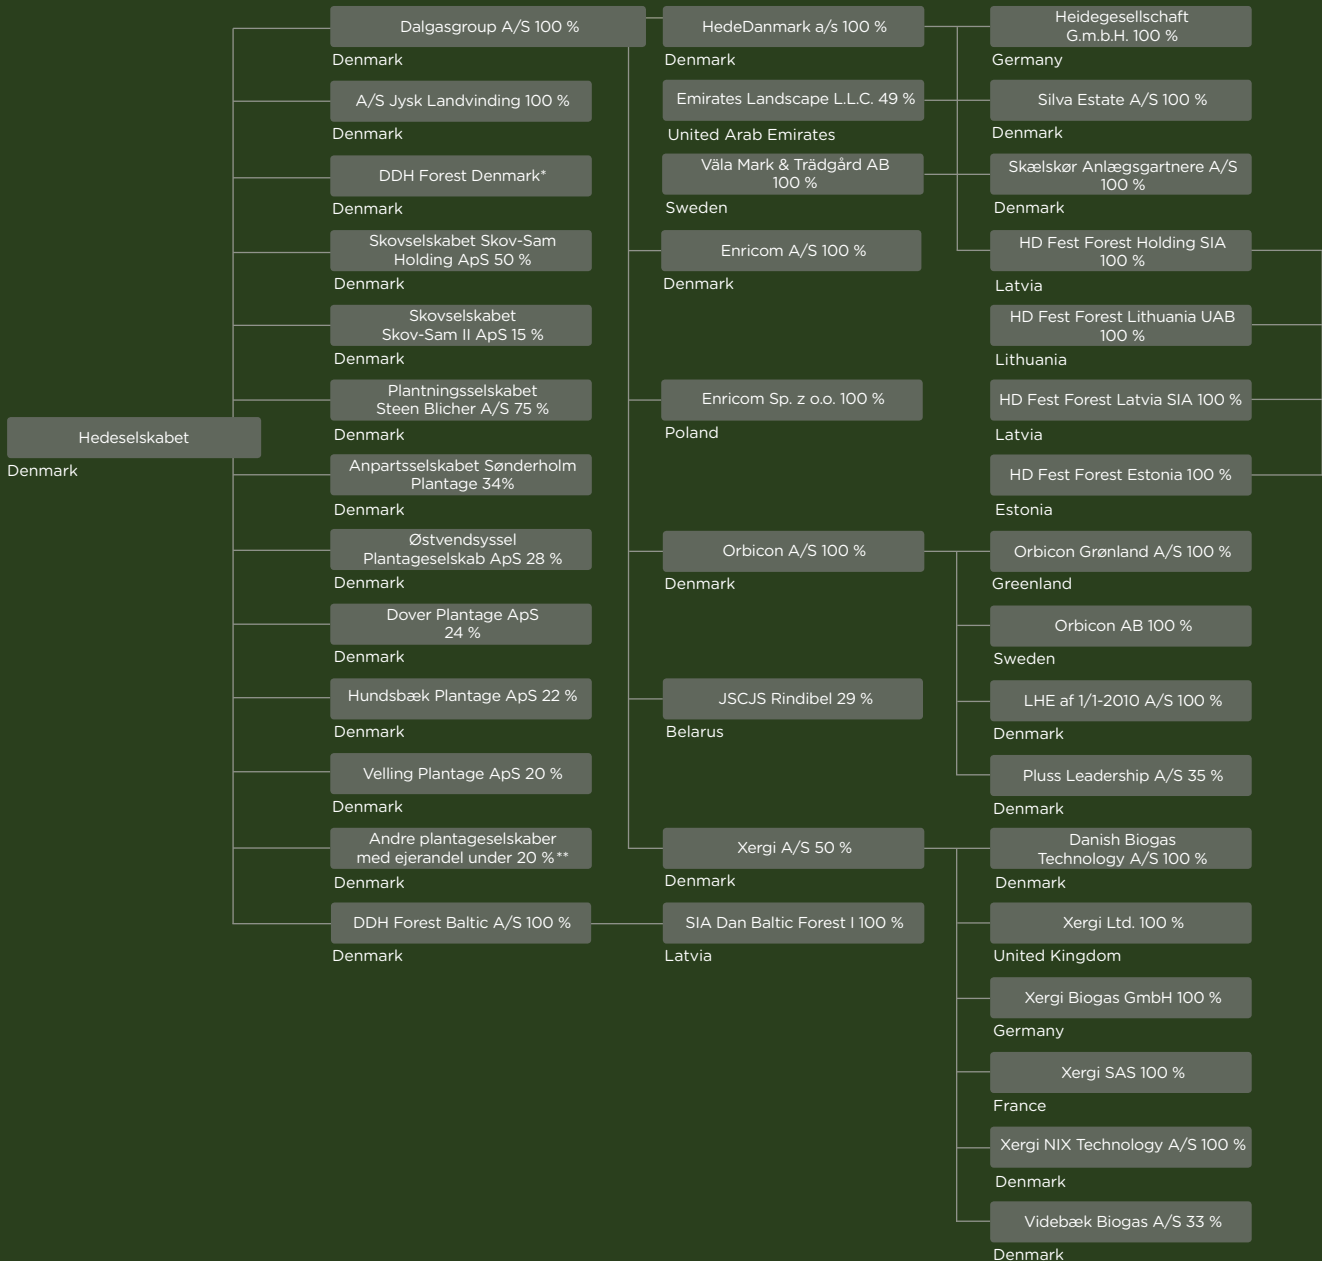 Hedeselskabet
Denmark
Dalgasgroup A/S 100 %
Denmark
A/S Jysk Landvinding 100 %
Denmark
DDH Forest Denmark*
Denmark
Skovselskabet Skov-Sam
Holding ApS 50 %
Denmark
Skovselskabet
Skov-Sam II ApS 15 %
Denmark
Plantningsselskabet
Steen Blicher A/S 75 %
Denmark
Anpartsselskabet Sønderholm
Plantage 34%
Denmark
Østvendsyssel
Plantageselskab ApS 28 %
Denmark
Dover Plantage ApS
24 %
Denmark
Hundsbæk Plantage ApS 22 %
Denmark
Velling Plantage ApS 20 %
Denmark
Andre plantageselskaber
med ejerandel under 20 %**
Denmark
DDH Forest Baltic A/S 100 %
Denmark
HedeDanmark a/s 100 %
Denmark
Emirates Landscape L.L.C. 49 %
United Arab Emirates
Väla Mark & Trädgård AB
100 %
Sweden
Enricom A/S 100 %
Denmark
Enricom Sp. z o.o. 100 %
Poland
Orbicon A/S 100 %
Denmark
JSCJS Rindibel 29 %
Belarus
Xergi A/S 50 %
Denmark
SIA Dan Baltic Forest I 100 %
Latvia
Heidegesellschaft
G.m.b.H. 100 %
Germany
Silva Estate A/S 100 %
Denmark
Skælskør Anlægsgartnere A/S
100 %
Denmark
HD Fest Forest Holding SIA
100 %
Latvia
HD Fest Forest Lithuania UAB
100 %
Lithuania
HD Fest Forest Latvia SIA 100 %
Latvia
HD Fest Forest Estonia 100 %
Estonia
Orbicon Grønland A/S 100 %
Greenland
Orbicon AB 100 %
Sweden
LHE af 1/1-2010 A/S 100 %
Denmark
Pluss Leadership A/S 35 %
Denmark
Danish Biogas
Technology A/S 100 %
Denmark
Xergi Ltd. 100 %
United Kingdom
Xergi Biogas GmbH 100 %
Germany
Xergi SAS 100 %
France
Xergi NIX Technology A/S 100 %
Denmark
Videbæk Biogas A/S 33 %
Denmark